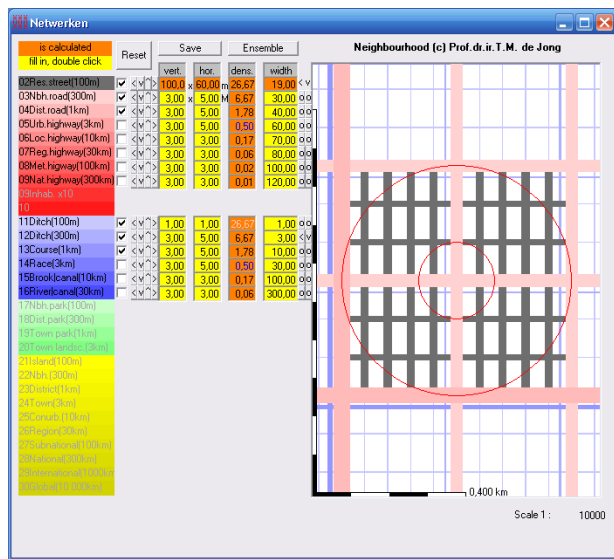 Netwerken
is calculated
fill in, double click
Reset Save Ensemble
Neighbourhood (c) Prof.dr.ir.T.M. de Jong
vert. hor. dens. width
02Res.street(100m) < v ^ > 100,0 x 60,00 m 26,67 19,00 < v
03Nbh.road(300m) < v ^ > 3,00 x 5,00 M 6,67 30,00 o o
04Dist.road(1km) < v ^ > 3,00 5,00 1,78 40,00 o o
05Urb.highway(3km) < v ^ > 3,00 5,00 0,50 60,00 o o
06Loc.highway(10km) < v ^ > 3,00 5,00 0,17 70,00 o o
07Reg.highway(30km) < v ^ > 3,00 5,00 0,06 80,00 o o
08Met.higway(100km) < v ^ > 3,00 5,00 0,02 100,00 o o
09Nat.highway(300km) < v ^ > 3,00 5,00 0,01 120,00 o o
09Inhab. x10
10
11Ditch(100m) < v ^ > 1,00 1,00 26,67 1,00 o o
12Ditch(300m) < v ^ > 3,00 5,00 6,67 3,00 < v
13Course(1km) < v ^ > 3,00 5,00 1,78 10,00 o o
14Race(3km) < v ^ > 3,00 5,00 0,50 30,00 o o
15Brook|canal(10km) < v ^ > 3,00 3,00 0,17 100,00 o o
16River|canal(30km) < v ^ > 3,00 3,00 0,06 300,00 o o
17Nbh.park(100m)
18Dist.park(300m)
19Town park(1km)
20Town landsc.(3km)
21Island(100m)
22Nbh.(300m)
23District(1km)
24Town(3km)
25Conurb.(10km)
26Region(30km)
27Subnational(100km)
28National(300km)
29International(1000km
30Global(10.000km)
0,400 km
Scale 1 : 10000